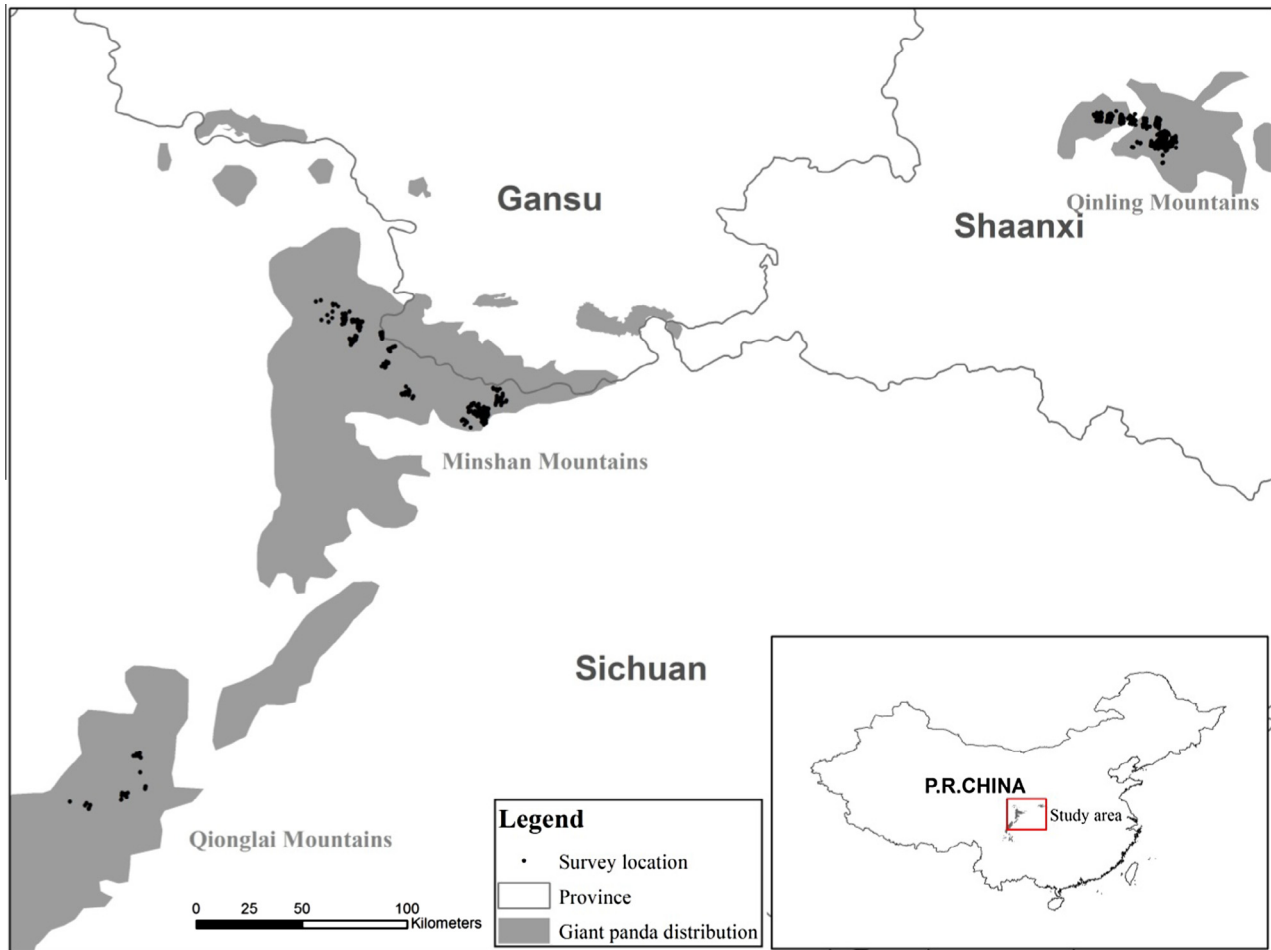 Gansu
Shaanxi
Qinling Mountains
Minshan Mountains
Sichuan
Qionglai Mountains
Legend
Survey location
Province
Giant panda distribution
0 25 50 100
Kilometers
P.R.CHINA
Study area